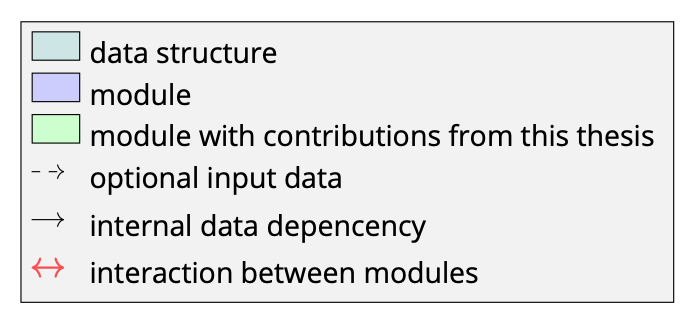 data structure
module
module with contributions from this thesis
optional input data
internal data depencency
interaction between modules